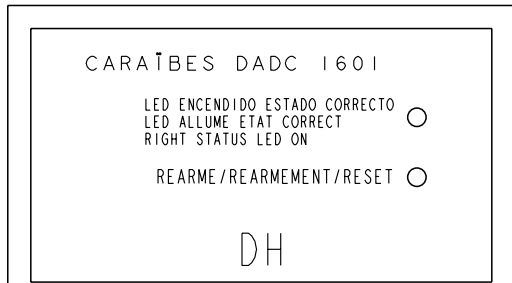 CARAÏBES DADC 1601
LED ENCENDIDO ESTADO CORRECTO
LED ALLUME ETAT CORRECT
RIGHT STATUS LED ON
REARME/REARMEMENT/RESET
DH